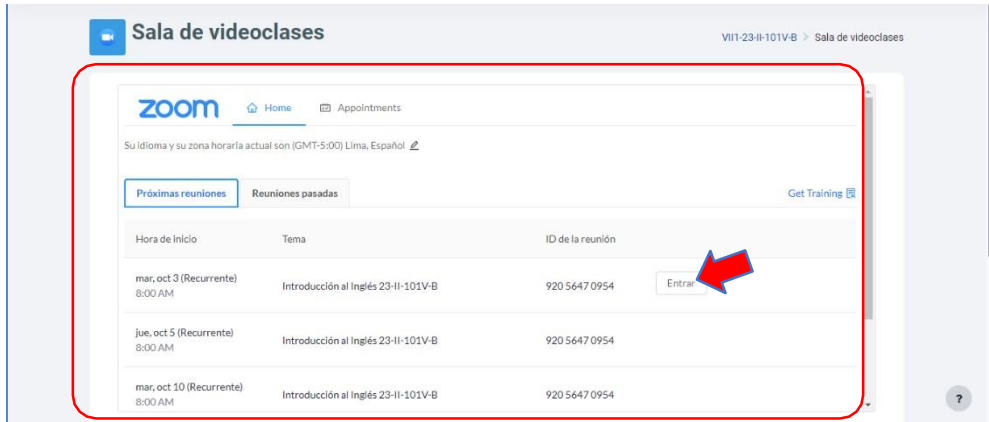 Sala de videoclases
VII1-23-II-101V-B > Sala de videoclases
zoom Home Appointments
Su idioma y su zona horaria actual son (GMT-5:00) Lima, Español
Próximas reuniones Reuniones pasadas Get Training
Hora de inicio Tema ID de la reunión
mar, oct 3 (Recurrente)
8:00 AM
Introducción al Inglés 23-II-101V-B 920 5647 0954 Entrar
jue, oct 5 (Recurrente)
8:00 AM
Introducción al Inglés 23-II-101V-B 920 5647 0954
mar, oct 10 (Recurrente)
8:00 AM
Introducción al Inglés 23-II-101V-B 920 5647 0954
?